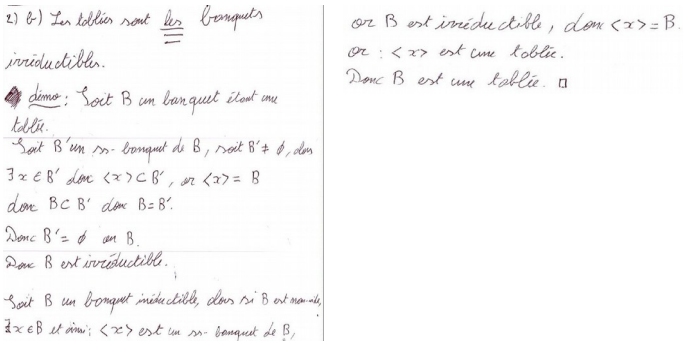 2) b) Les tablées sont les banquets
irréductibles.
démo : Soit B un banquet étant une
tablée.
Soit B' un ss-banquet de B, soit B' ≠ ∅, alors
∃ x ∈ B' donc <x> ⊂ B', or <x> = B
donc B ⊂ B' donc B = B'.
Donc B' = ∅ ou B.
Donc B est irréductible.
Soit B un banquet irréductible, alors si B est non-vide,
∃ x ∈ B et ainsi : <x> est un ss-banquet de B,
or B est irréductible, donc <x> = B.
or : <x> est une tablée.
Donc B est une tablée. □